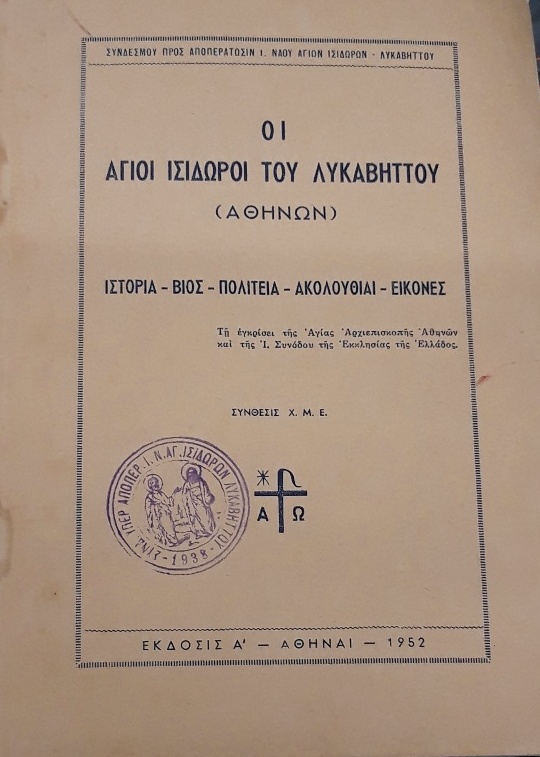 ΣΥΝΔΕΣΜΟΥ ΠΡΟΣ ΑΠΟΠΕΡΑΤΩΣΙΝ Ι. ΝΑΟΥ ΑΓΙΩΝ ΙΣΙΔΩΡΩΝ - ΛΥΚΑΒΗΤΤΟΥ
ΟΙ
ΑΓΙΟΙ ΙΣΙΔΩΡΟΙ ΤΟΥ ΛΥΚΑΒΗΤΤΟΥ
(ΑΘΗΝΩΝ)
ΙΣΤΟΡΙΑ - ΒΙΟΣ - ΠΟΛΙΤΕΙΑ - ΑΚΟΛΟΥΘΙΑΙ - ΕΙΚΟΝΕΣ
Τῇ ἐγκρίσει τῆς Ἁγίας Ἀρχιεπισκοπῆς Ἀθηνῶν
καὶ τῆς Ἱ. Συνόδου τῆς Ἐκκλησίας τῆς Ἑλλάδος.
ΣΥΝΘΕΣΙΣ Χ. Μ. Ε.
ΣΥΝΔ. ΥΠΕΡ ΑΠΟΠΕΡ. Ι. Ν. ΑΓ. ΙΣΙΔΩΡΩΝ ΛΥΚΑΒΗΤΤΟΥ
- 1938 -
Α Ω
ΕΚΔΟΣΙΣ Α' — ΑΘΗΝΑΙ — 1952